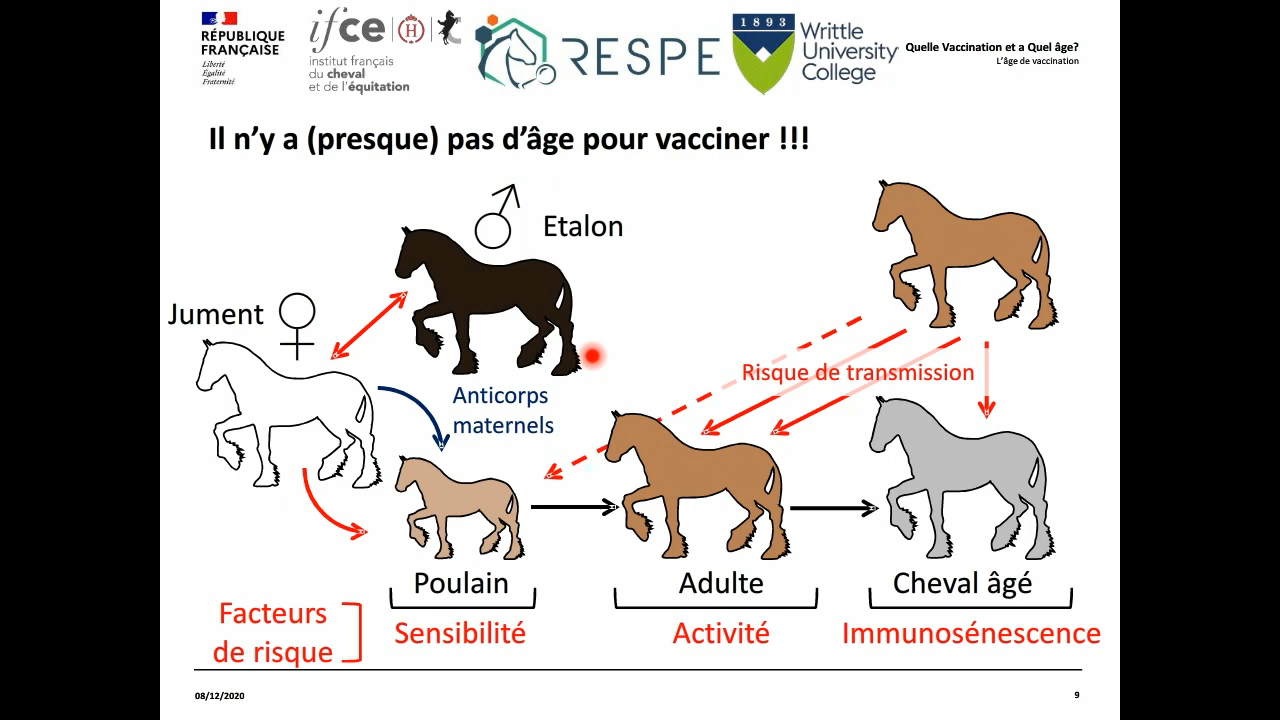 RÉPUBLIQUE
FRANÇAISE
Liberté
Égalité
Fraternité
ifce
H
institut français
du cheval
et de l'équitation
RESPE
1893
Writtle
University
College
Quelle Vaccination et a Quel âge?
L'âge de vaccination
Il n'y a (presque) pas d'âge pour vacciner !!!
Etalon
Jument
Anticorps
maternels
Risque de transmission
Poulain
Adulte
Cheval âgé
Facteurs
de risque
Sensibilité
Activité
Immunosénescence
08/12/2020
9